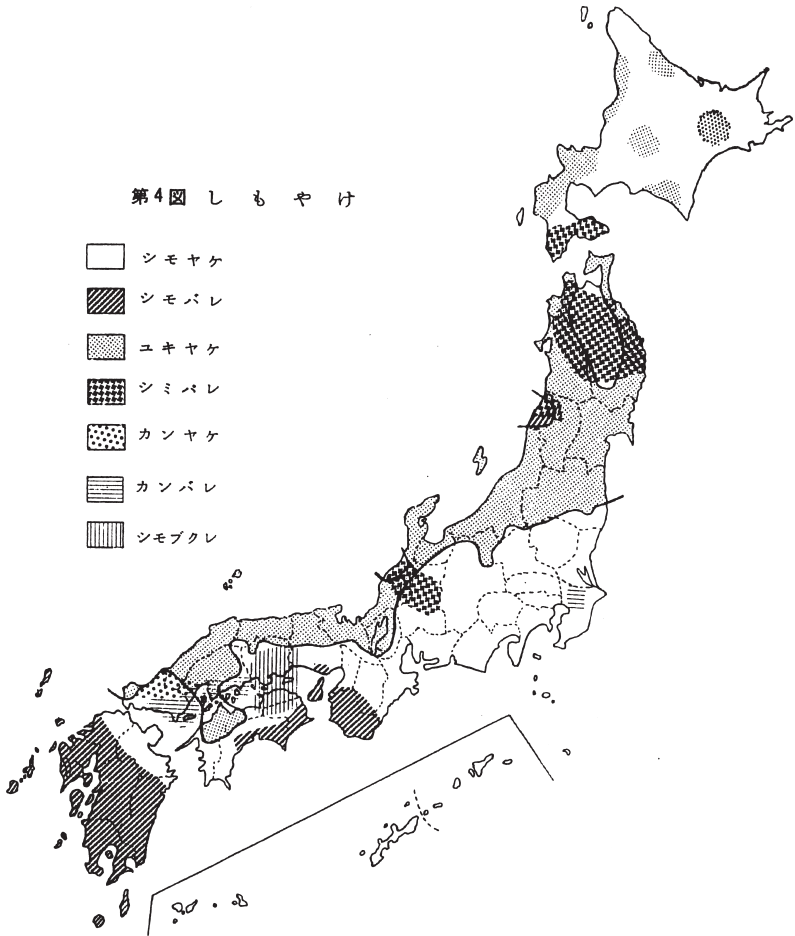 第4図 しもやけ
シモヤケ
シモバレ
ユキヤケ
シミバレ
カンヤケ
カンバレ
シモブクレ